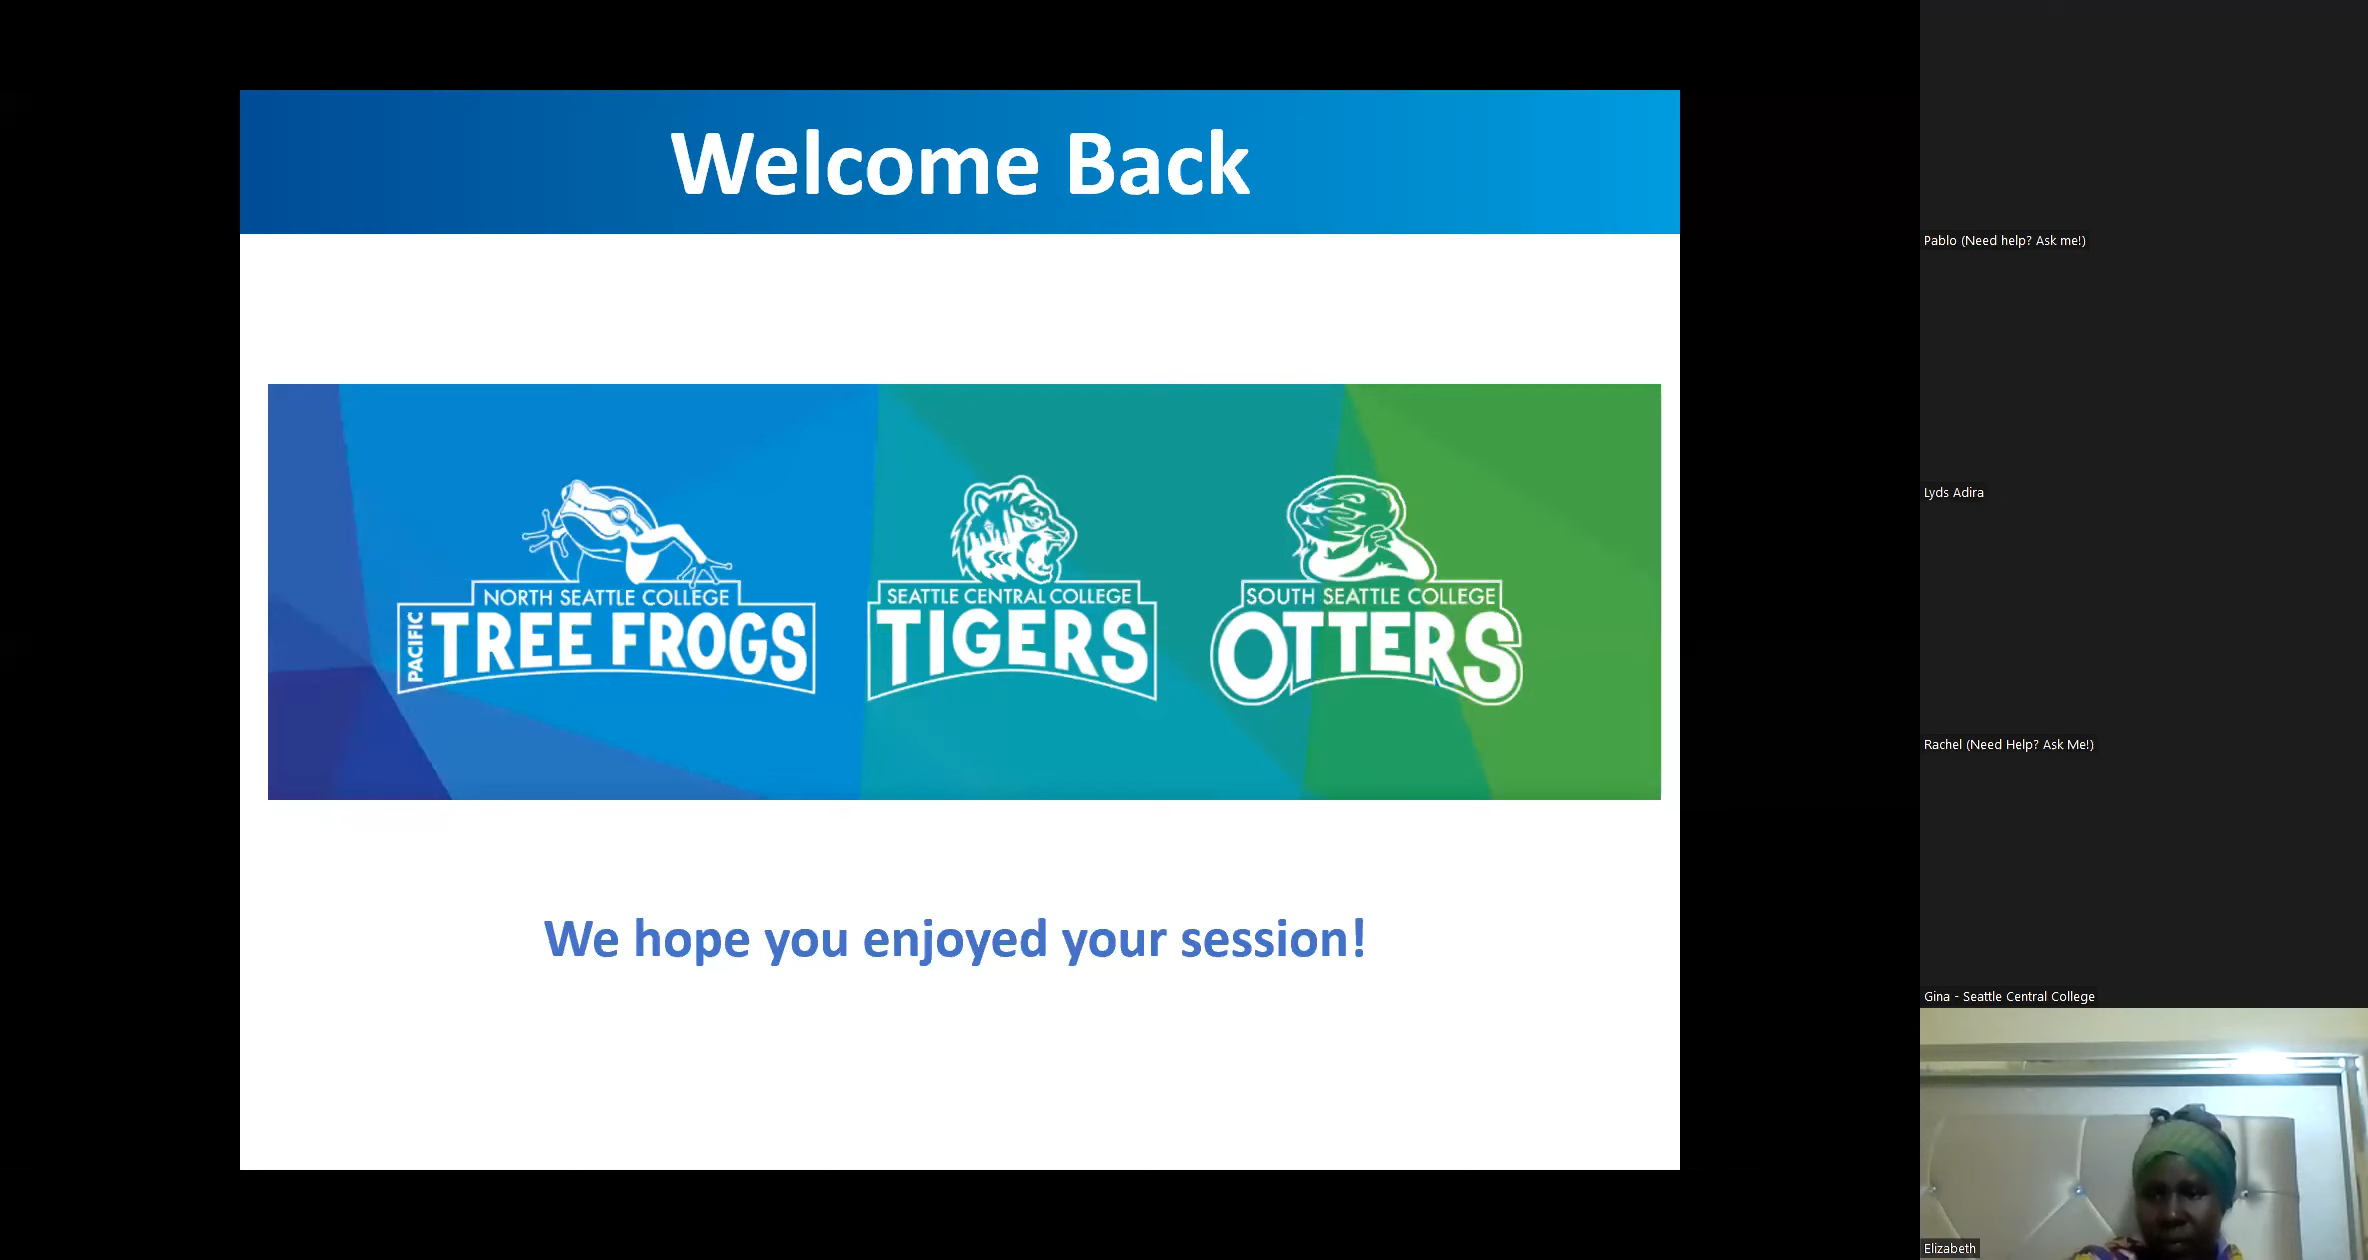 Welcome Back
NORTH SEATTLE COLLEGE
PACIFIC
TREE FROGS
SEATTLE CENTRAL COLLEGE
TIGERS
SOUTH SEATTLE COLLEGE
OTTERS
We hope you enjoyed your session!
Pablo (Need help? Ask me!)
Lyds Adira
Rachel (Need Help? Ask Me!)
Gina - Seattle Central College
Elizabeth